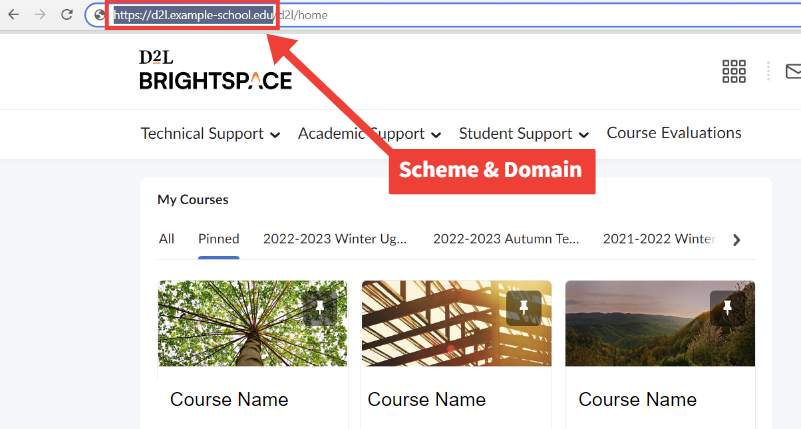 https://d2l.example-school.edu/d2l/home
D2L
BRIGHTSPACE
Technical Support Academic Support Student Support Course Evaluations
Scheme & Domain
My Courses
All Pinned 2022-2023 Winter Ug... 2022-2023 Autumn Te... 2021-2022 Winter
Course Name Course Name Course Name